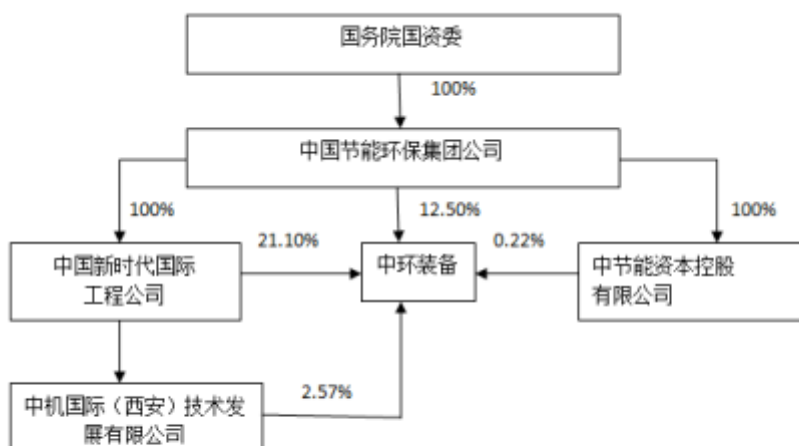 国务院国资委
100%
中国节能环保集团公司
100%
12.50%
100%
21.10%
0.22%
中国新时代国际
工程公司
中环装备
中节能资本控股
有限公司
2.57%
中机国际（西安）技术发
展有限公司